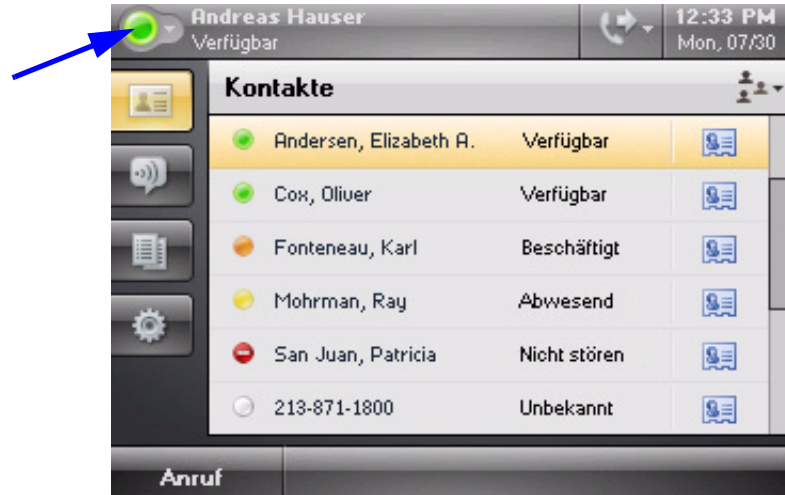 Andreas Hauser
12:33 PM
Verfügbar
Mon, 07/30
Kontakte
Andersen, Elizabeth A. Verfügbar
Cox, Oliver Verfügbar
Fonteneau, Karl Beschäftigt
Mohrman, Ray Abwesend
San Juan, Patricia Nicht stören
213-871-1800 Unbekannt
Anruf